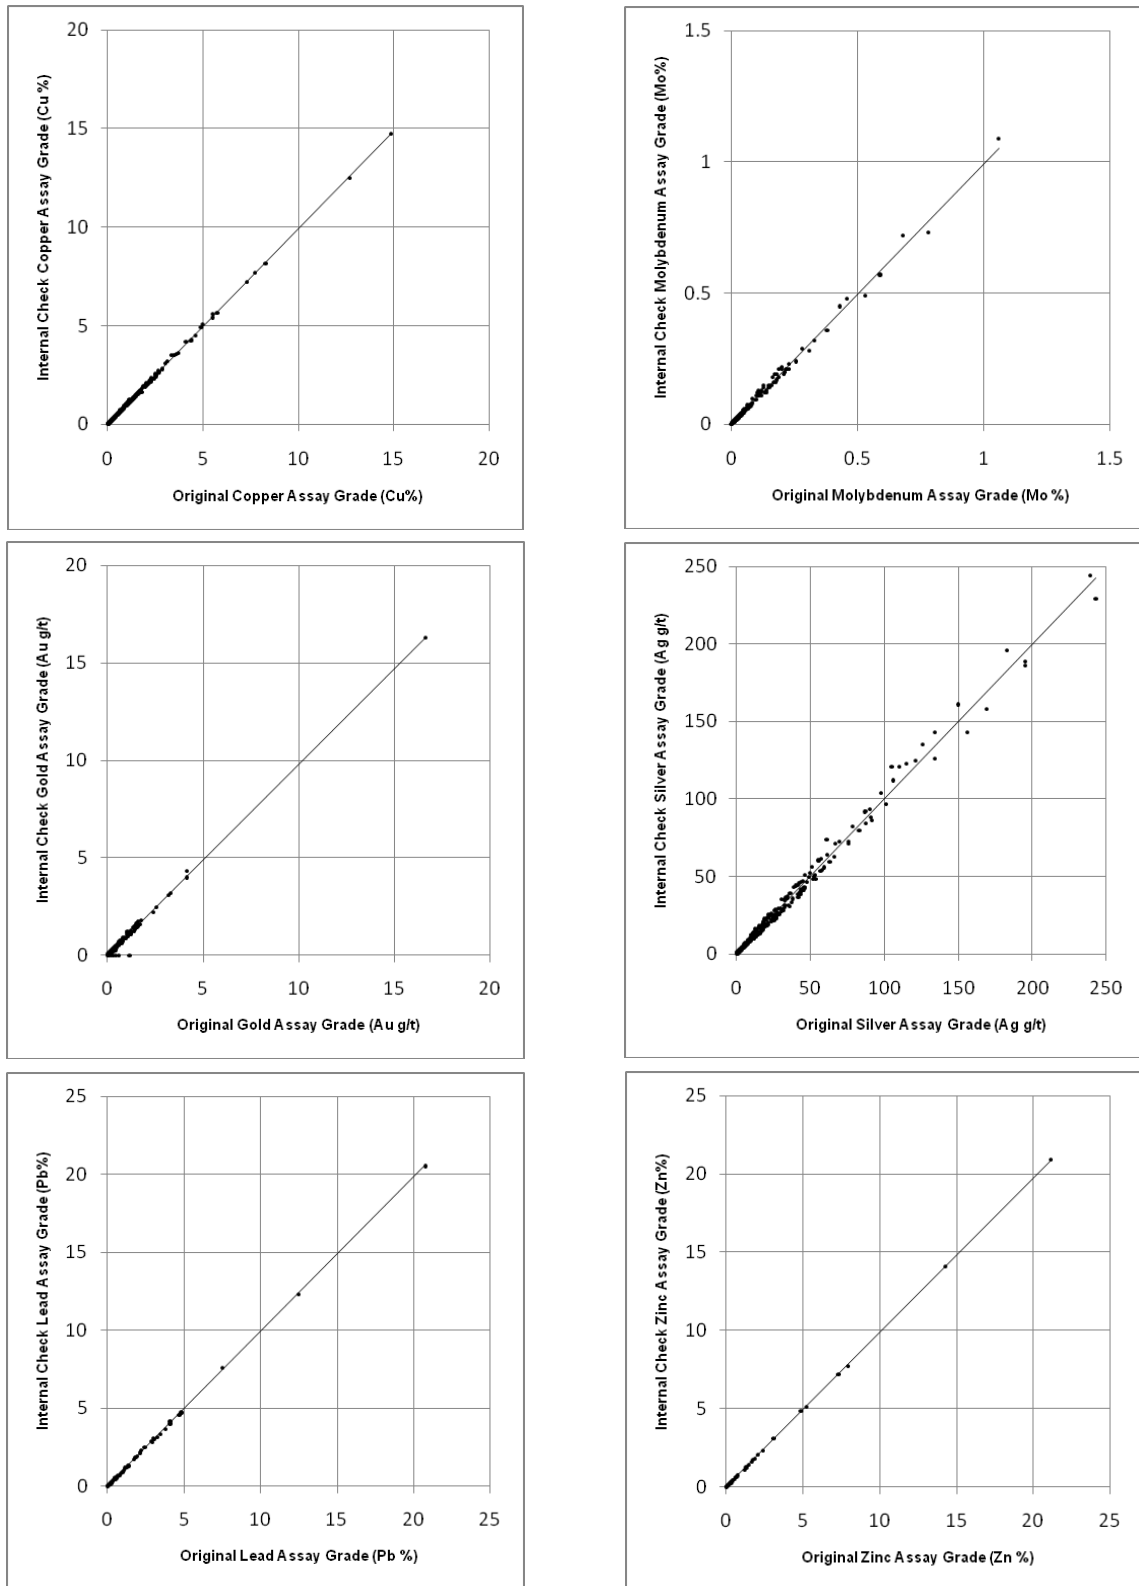 20
15
10
5
0
0 5 10 15 20
Internal Check Copper Assay Grade (Cu %)
Original Copper Assay Grade (Cu%)
1.5
1
0.5
0
0 0.5 1 1.5
Internal Check Molybdenum Assay Grade (Mo%)
Original Molybdenum Assay Grade (Mo %)
20
15
10
5
0
0 5 10 15 20
Internal Check Gold Assay Grade (Au g/t)
Original Gold Assay Grade (Au g/t)
250
200
150
100
50
0
0 50 100 150 200 250
Internal Check Silver Assay Grade (Ag g/t)
Original Silver Assay Grade (Ag g/t)
25
20
15
10
5
0
0 5 10 15 20 25
Internal Check Lead Assay Grade (Pb%)
Original Lead Assay Grade (Pb %)
25
20
15
10
5
0
0 5 10 15 20 25
Internal Check Zinc Assay Grade (Zn%)
Original Zinc Assay Grade (Zn %)